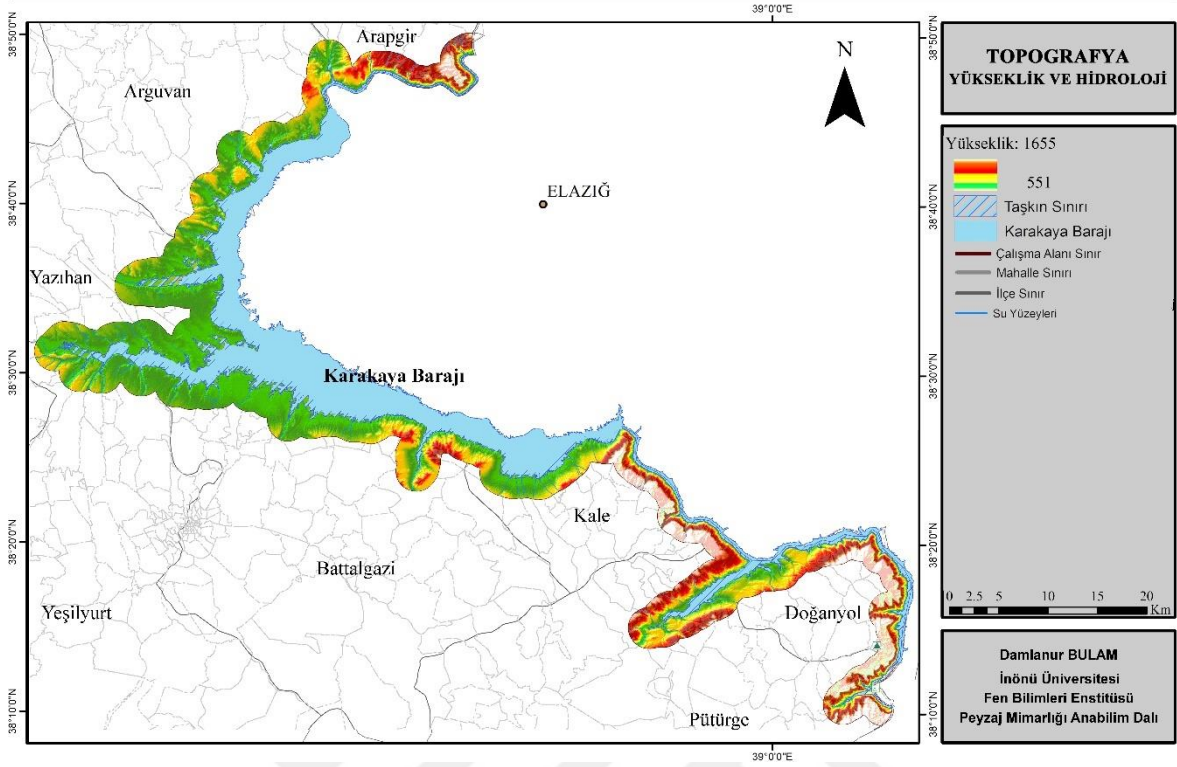 39°0'0"E
38°50'0"N
38°50'0"N
Arapgir
N
Arguvan
38°40'0"N
38°40'0"N
ELAZIĞ
Yazıhan
38°30'0"N
38°30'0"N
Karakaya Barajı
38°20'0"N
38°20'0"N
Kale
Battalgazi
Yeşilyurt
Doğanyol
Pütürge
38°10'0"N
38°10'0"N
39°0'0"E
TOPOGRAFYA
YÜKSEKLİK VE HİDROLOJİ
Yükseklik: 1655
551
Taşkın Sınırı
Karakaya Barajı
Çalışma Alanı Sınır
Mahalle Sınırı
İlçe Sınır
Su Yüzeyleri
0 2.5 5 10 15 20
Km
Damlanur BULAM
İnönü Üniversitesi
Fen Bilimleri Enstitüsü
Peyzaj Mimarlığı Anabilim Dalı